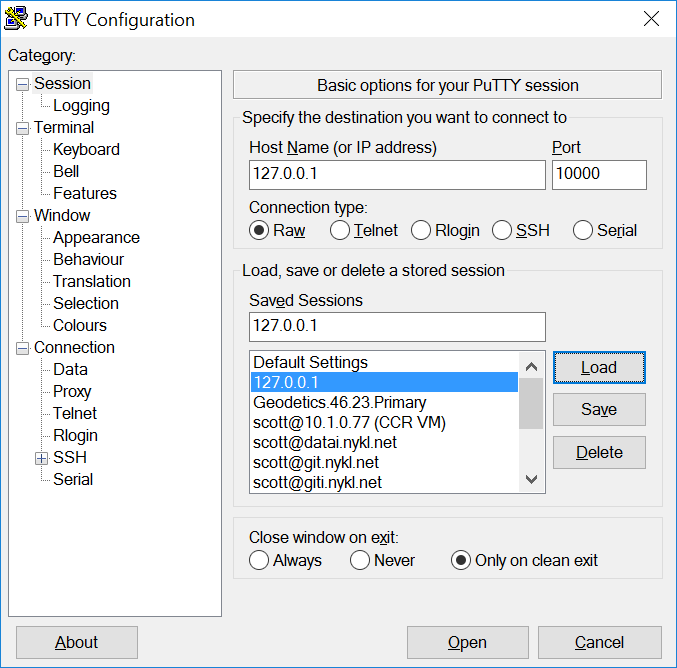 PuTTY Configuration
Category:
Session
Logging
Terminal
Keyboard
Bell
Features
Window
Appearance
Behaviour
Translation
Selection
Colours
Connection
Data
Proxy
Telnet
Rlogin
SSH
Serial
Basic options for your PuTTY session
Specify the destination you want to connect to
Host Name (or IP address) Port
127.0.0.1 10000
Connection type:
Raw Telnet Rlogin SSH Serial
Load, save or delete a stored session
Saved Sessions
127.0.0.1
Default Settings
127.0.0.1
Geodetics.46.23.Primary
scott@10.1.0.77 (CCR VM)
scott@datai.nykl.net
scott@git.nykl.net
scott@giti.nykl.net
Load
Save
Delete
Close window on exit:
Always Never Only on clean exit
About Open Cancel